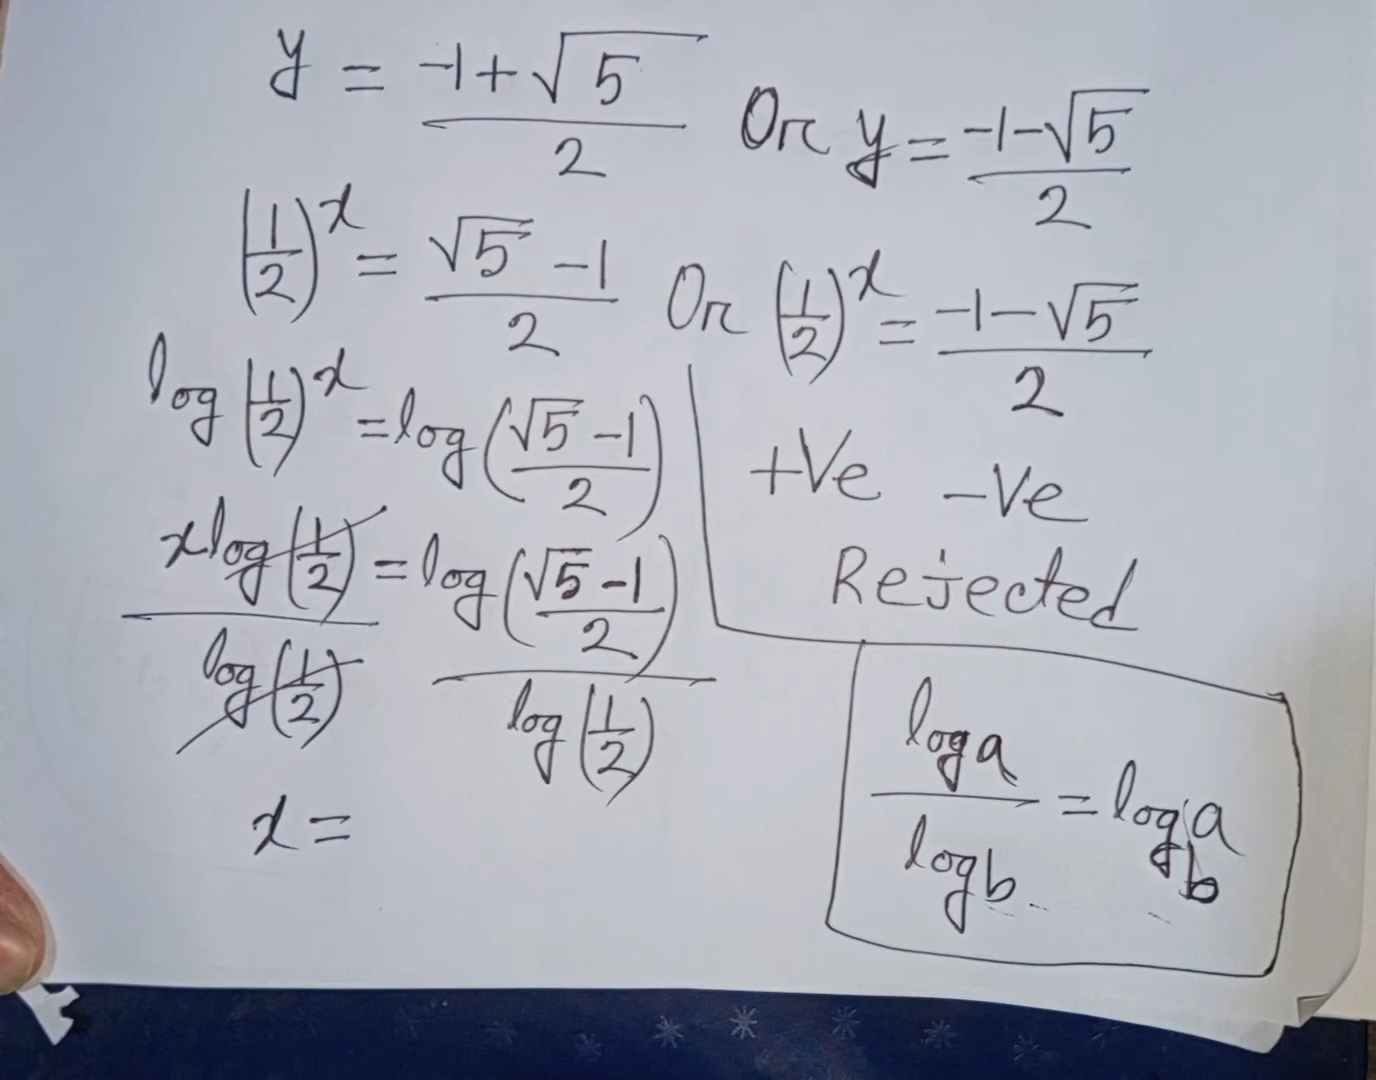 y = (-1+√5)/2 Or y = (-1-√5)/2
(1/2)^x = (√5 -1)/2 Or (1/2)^x = (-1-√5)/2
log (1/2)^x = log ((√5 -1)/2)
+Ve -Ve
Rejected
x log (1/2) / log (1/2) = log ((√5 -1)/2) / log (1/2)
x =
log a / log b = log_b a